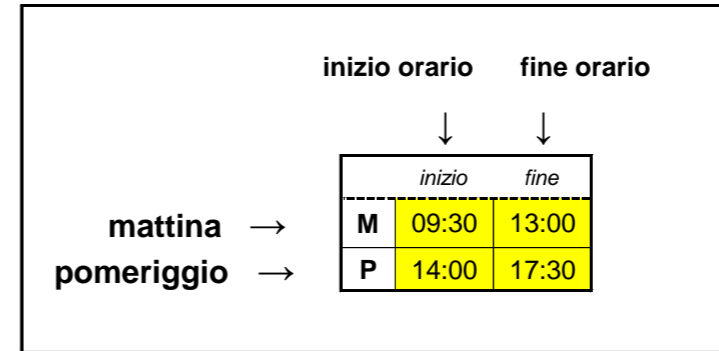 inizio orario fine orario
↓ ↓
inizio fine
mattina → M 09:30 13:00
pomeriggio → P 14:00 17:30